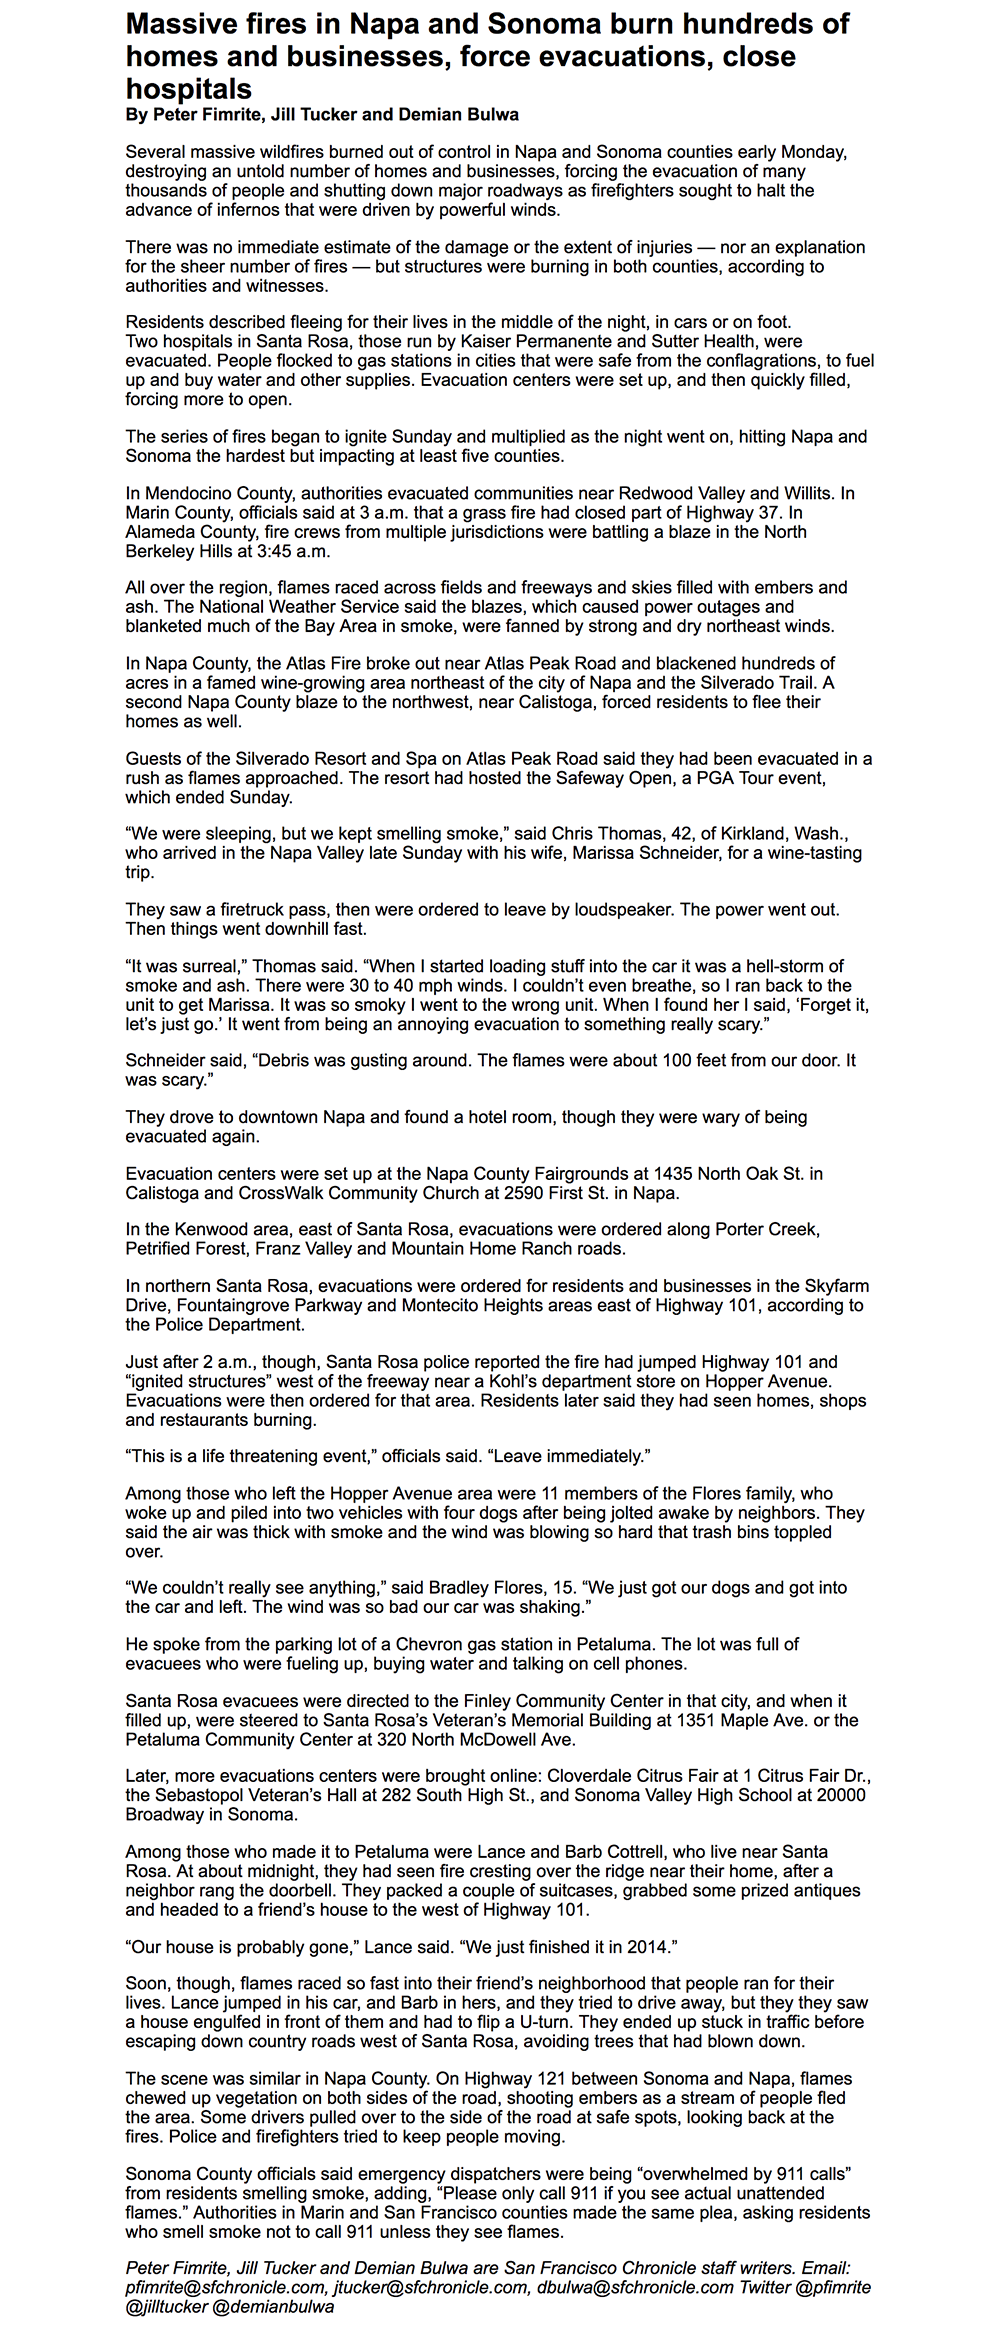 Massive fires in Napa and Sonoma burn hundreds of
homes and businesses, force evacuations, close
hospitals
By Peter Fimrite, Jill Tucker and Demian Bulwa
Several massive wildfires burned out of control in Napa and Sonoma counties early Monday,
destroying an untold number of homes and businesses, forcing the evacuation of many
thousands of people and shutting down major roadways as firefighters sought to halt the
advance of infernos that were driven by powerful winds.
There was no immediate estimate of the damage or the extent of injuries — nor an explanation
for the sheer number of fires — but structures were burning in both counties, according to
authorities and witnesses.
Residents described fleeing for their lives in the middle of the night, in cars or on foot.
Two hospitals in Santa Rosa, those run by Kaiser Permanente and Sutter Health, were
evacuated. People flocked to gas stations in cities that were safe from the conflagrations, to fuel
up and buy water and other supplies. Evacuation centers were set up, and then quickly filled,
forcing more to open.
The series of fires began to ignite Sunday and multiplied as the night went on, hitting Napa and
Sonoma the hardest but impacting at least five counties.
In Mendocino County, authorities evacuated communities near Redwood Valley and Willits. In
Marin County, officials said at 3 a.m. that a grass fire had closed part of Highway 37. In
Alameda County, fire crews from multiple jurisdictions were battling a blaze in the North
Berkeley Hills at 3:45 a.m.
All over the region, flames raced across fields and freeways and skies filled with embers and
ash. The National Weather Service said the blazes, which caused power outages and
blanketed much of the Bay Area in smoke, were fanned by strong and dry northeast winds.
In Napa County, the Atlas Fire broke out near Atlas Peak Road and blackened hundreds of
acres in a famed wine-growing area northeast of the city of Napa and the Silverado Trail. A
second Napa County blaze to the northwest, near Calistoga, forced residents to flee their
homes as well.
Guests of the Silverado Resort and Spa on Atlas Peak Road said they had been evacuated in a
rush as flames approached. The resort had hosted the Safeway Open, a PGA Tour event,
which ended Sunday.
“We were sleeping, but we kept smelling smoke,” said Chris Thomas, 42, of Kirkland, Wash.,
who arrived in the Napa Valley late Sunday with his wife, Marissa Schneider, for a wine-tasting
trip.
They saw a firetruck pass, then were ordered to leave by loudspeaker. The power went out.
Then things went downhill fast.
“It was surreal,” Thomas said. “When I started loading stuff into the car it was a hell-storm of
smoke and ash. There were 30 to 40 mph winds. I couldn’t even breathe, so I ran back to the
unit to get Marissa. It was so smoky I went to the wrong unit. When I found her I said, ‘Forget it,
let’s just go.’ It went from being an annoying evacuation to something really scary.”
Schneider said, “Debris was gusting around. The flames were about 100 feet from our door. It
was scary.”
They drove to downtown Napa and found a hotel room, though they were wary of being
evacuated again.
Evacuation centers were set up at the Napa County Fairgrounds at 1435 North Oak St. in
Calistoga and CrossWalk Community Church at 2590 First St. in Napa.
In the Kenwood area, east of Santa Rosa, evacuations were ordered along Porter Creek,
Petrified Forest, Franz Valley and Mountain Home Ranch roads.
In northern Santa Rosa, evacuations were ordered for residents and businesses in the Skyfarm
Drive, Fountaingrove Parkway and Montecito Heights areas east of Highway 101, according to
the Police Department.
Just after 2 a.m., though, Santa Rosa police reported the fire had jumped Highway 101 and
“ignited structures” west of the freeway near a Kohl’s department store on Hopper Avenue.
Evacuations were then ordered for that area. Residents later said they had seen homes, shops
and restaurants burning.
“This is a life threatening event,” officials said. “Leave immediately.”
Among those who left the Hopper Avenue area were 11 members of the Flores family, who
woke up and piled into two vehicles with four dogs after being jolted awake by neighbors. They
said the air was thick with smoke and the wind was blowing so hard that trash bins toppled
over.
“We couldn’t really see anything,” said Bradley Flores, 15. “We just got our dogs and got into
the car and left. The wind was so bad our car was shaking.”
He spoke from the parking lot of a Chevron gas station in Petaluma. The lot was full of
evacuees who were fueling up, buying water and talking on cell phones.
Santa Rosa evacuees were directed to the Finley Community Center in that city, and when it
filled up, were steered to Santa Rosa’s Veteran’s Memorial Building at 1351 Maple Ave. or the
Petaluma Community Center at 320 North McDowell Ave.
Later, more evacuations centers were brought online: Cloverdale Citrus Fair at 1 Citrus Fair Dr.,
the Sebastopol Veteran’s Hall at 282 South High St., and Sonoma Valley High School at 20000
Broadway in Sonoma.
Among those who made it to Petaluma were Lance and Barb Cottrell, who live near Santa
Rosa. At about midnight, they had seen fire cresting over the ridge near their home, after a
neighbor rang the doorbell. They packed a couple of suitcases, grabbed some prized antiques
and headed to a friend’s house to the west of Highway 101.
“Our house is probably gone,” Lance said. “We just finished it in 2014.”
Soon, though, flames raced so fast into their friend’s neighborhood that people ran for their
lives. Lance jumped in his car, and Barb in hers, and they tried to drive away, but they they saw
a house engulfed in front of them and had to flip a U-turn. They ended up stuck in traffic before
escaping down country roads west of Santa Rosa, avoiding trees that had blown down.
The scene was similar in Napa County. On Highway 121 between Sonoma and Napa, flames
chewed up vegetation on both sides of the road, shooting embers as a stream of people fled
the area. Some drivers pulled over to the side of the road at safe spots, looking back at the
fires. Police and firefighters tried to keep people moving.
Sonoma County officials said emergency dispatchers were being “overwhelmed by 911 calls”
from residents smelling smoke, adding, “Please only call 911 if you see actual unattended
flames.” Authorities in Marin and San Francisco counties made the same plea, asking residents
who smell smoke not to call 911 unless they see flames.
Peter Fimrite, Jill Tucker and Demian Bulwa are San Francisco Chronicle staff writers. Email:
pfimrite@sfchronicle.com, jtucker@sfchronicle.com, dbulwa@sfchronicle.com Twitter @pfimrite
@jilltucker @demianbulwa